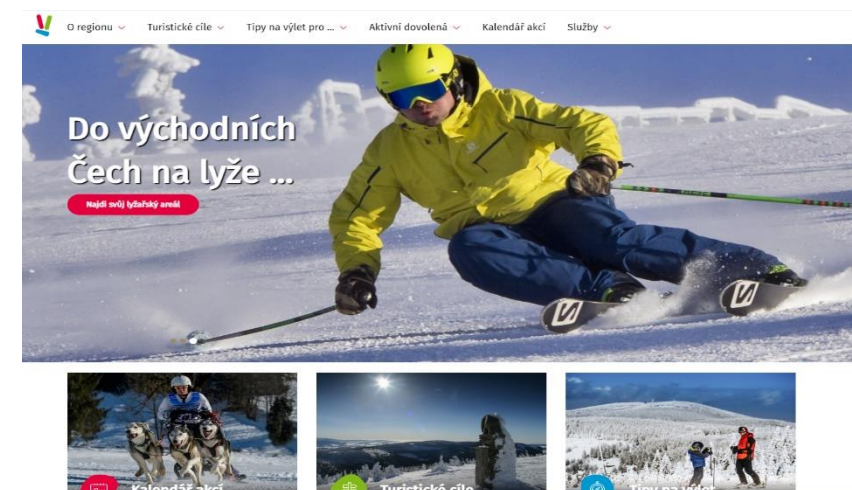 O regionu
Turistické cíle
Tipy na výlet pro ...
Aktivní dovolená
Kalendář akcí
Služby
Do východních
Čech na lyže ...
Najdi svůj lyžařský areál
Kalendář akcí
Turistické cíle
Tipy na výlet